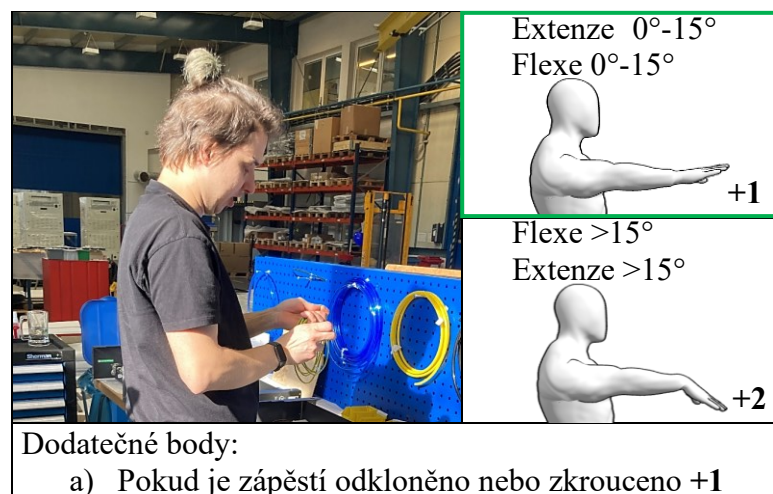 Extenze 0°-15°
Flexe 0°-15°
+1
Flexe >15°
Extenze >15°
+2
Dodatečné body:
a) Pokud je zápěstí odkloněno nebo zkrouceno +1